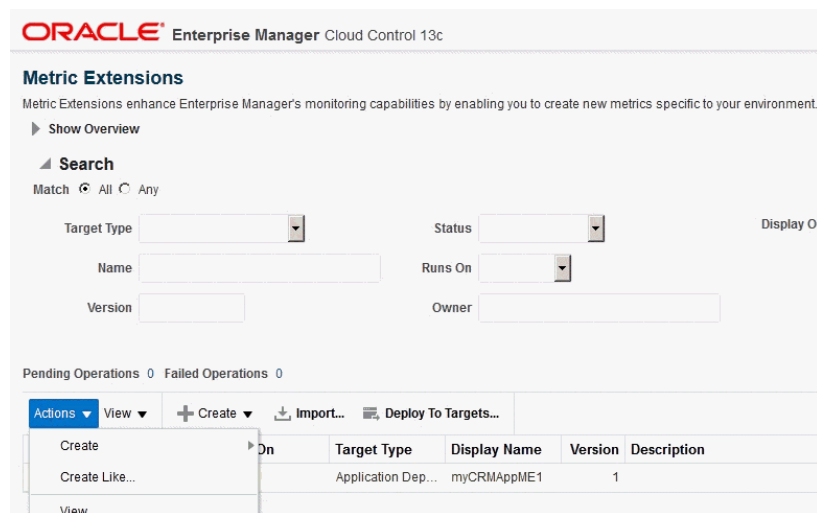 ORACLE® Enterprise Manager Cloud Control 13c
Metric Extensions
Metric Extensions enhance Enterprise Manager's monitoring capabilities by enabling you to create new metrics specific to your environment.
Show Overview
Search
Match All Any
Target Type Status Display O
Name Runs On
Version Owner
Pending Operations 0 Failed Operations 0
Actions View Create Import... Deploy To Targets...
Create On Target Type Display Name Version Description
Create Like... Application Dep... myCRMAppME1 1
View